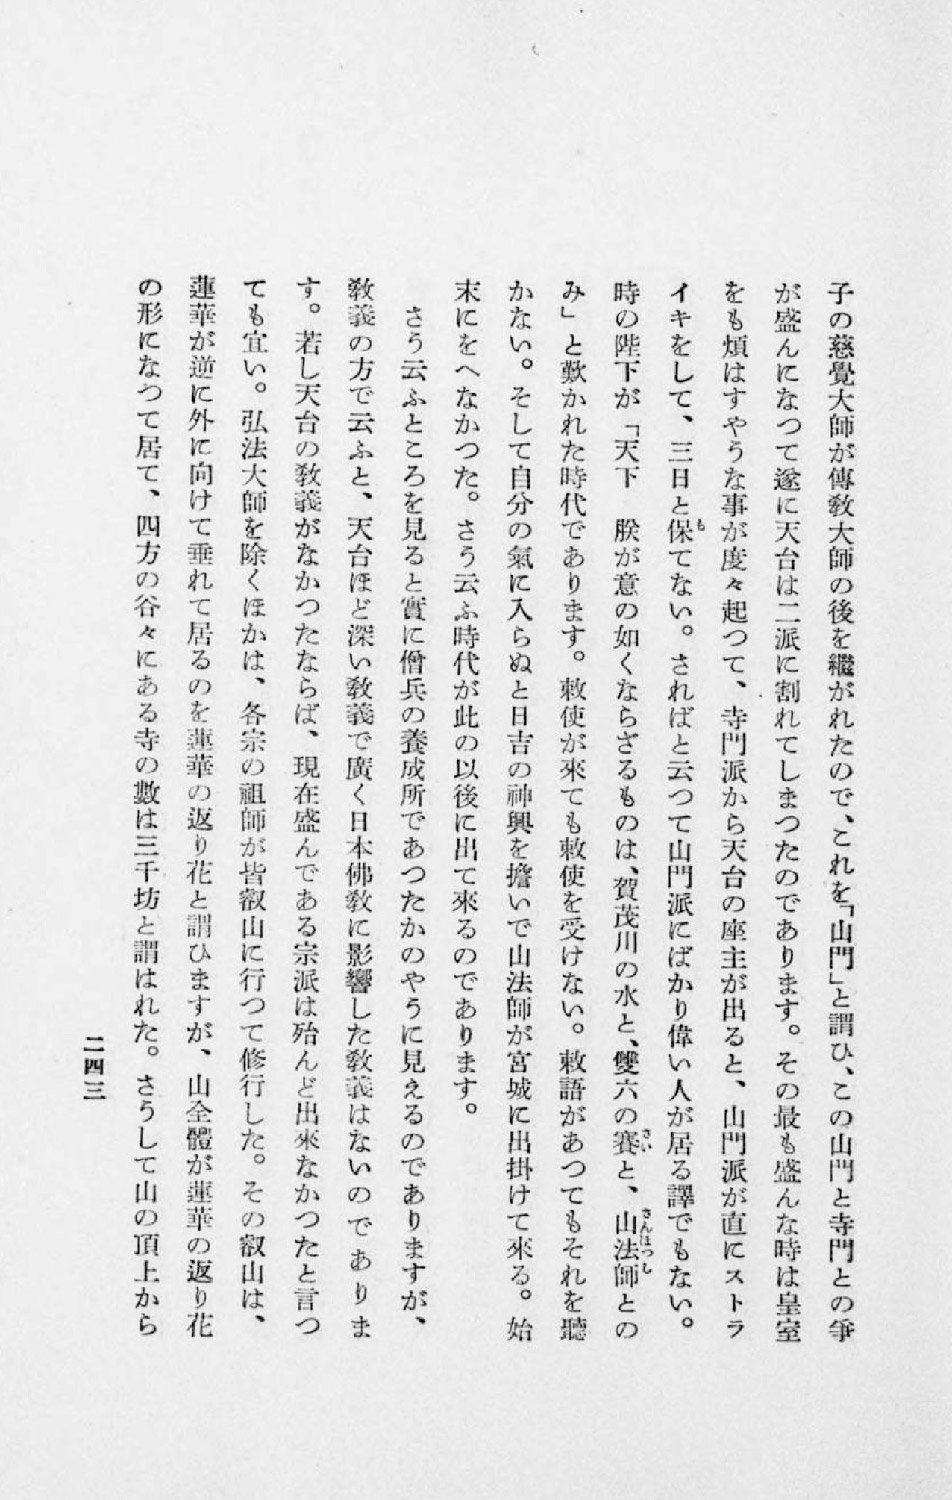 子の慈覺大師が傳敎大師の後を繼がれたので、これを「山門」と謂ひ、この山門と寺門との爭
が盛んになつて遂に天台は二派に割れてしまつたのであります。その最も盛んな時は皇室
をも煩はすやうな事が度々起つて、寺門派から天台の座主が出ると、山門派が直にストラ
イキをして、三日と保てない。さればと云つて山門派にばかり偉い人が居る譯でもない。
時の陛下が「天下　朕が意の如くならざるものは、賀茂川の水と、雙六の賽と、山法師との
み」と歎かれた時代であります。敕使が來ても敕使を受けない。敕語があつてもそれを聽
かない。そして自分の氣に入らぬと日吉の神輿を擔いで山法師が宮城に出掛けて來る。始
末にをへなかつた。さう云ふ時代が此の以後に出て來るのであります。
　さう云ふところを見ると實に僧兵の養成所であつたかのやうに見えるのでありますが、
敎義の方で云ふと、天台ほど深い敎義で廣く日本佛敎に影響した敎義はないのでありま
す。若し天台の敎義がなかつたならば、現在盛んである宗派は殆んど出來なかつたと言つ
ても宜い。弘法大師を除くほかは、各宗の祖師が皆叡山に行つて修行した。その叡山は、
蓮華が逆に外に向けて垂れて居るのを蓮華の返り花と謂ひますが、山全體が蓮華の返り花
の形になつて居て、四方の谷々にある寺の數は三千坊と謂はれた。さうして山の頂上から
二四三